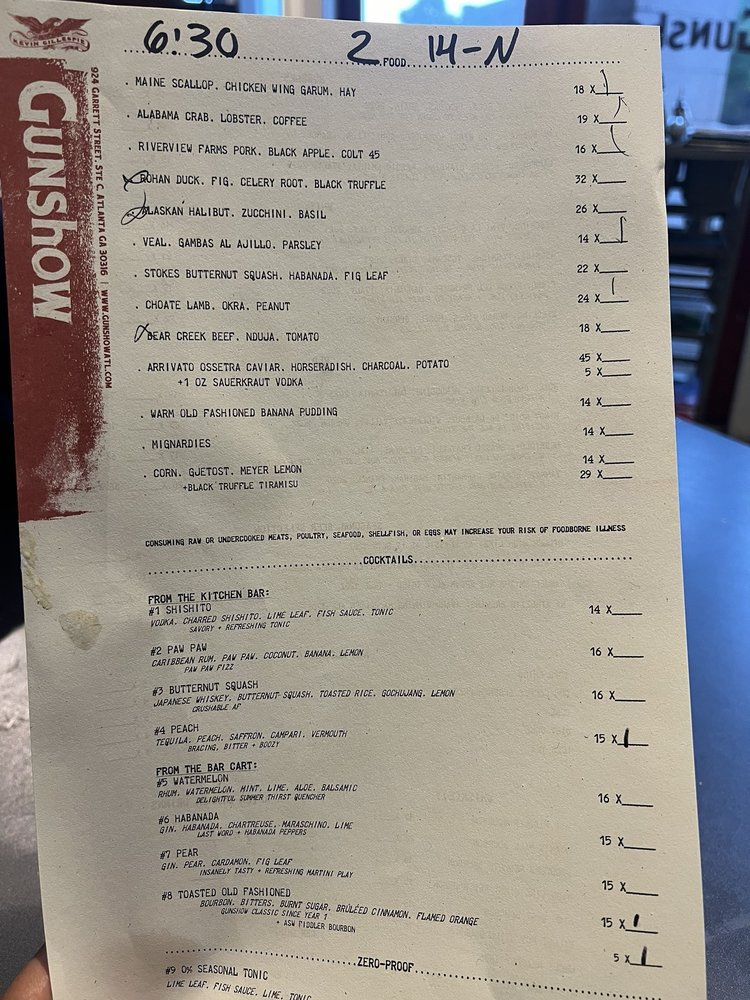 6:30 2 14-N
KEVIN GILLESPIE
GUNSHOW
924 GARRETT STREET, STE C, ATLANTA GA 30316 | WWW.GUNSHOWATL.COM
GUNSH
FOOD
. MAINE SCALLOP. CHICKEN WING GARUM. HAY 18 X 1
. ALABAMA CRAB. LOBSTER. COFFEE 19 X
. RIVERVIEW FARMS PORK. BLACK APPLE. COLT 45 16 X
ROHAN DUCK. FIG. CELERY ROOT. BLACK TRUFFLE 32 X
ALASKAN HALIBUT. ZUCCHINI. BASIL 26 X
. VEAL. GAMBAS AL AJILLO. PARSLEY 14 X
. STOKES BUTTERNUT SQUASH. HABANADA. FIG LEAF 22 X
. CHOATE LAMB. OKRA. PEANUT 24 X 1
BEAR CREEK BEEF. NDUJA. TOMATO 18 X
. ARRIVATO OSSETRA CAVIAR. HORSERADISH. CHARCOAL. POTATO 45 X
+1 OZ SAUERKRAUT VODKA 5 X
. WARM OLD FASHIONED BANANA PUDDING 14 X
. MIGNARDIES 14 X
. CORN. GJETOST. MEYER LEMON 14 X
+BLACK TRUFFLE TIRAMISU 29 X
CONSUMING RAW OR UNDERCOOKED MEATS, POULTRY, SEAFOOD, SHELLFISH, OR EGGS MAY INCREASE YOUR RISK OF FOODBORNE ILLNESS
COCKTAILS
FROM THE KITCHEN BAR:
#1 SHISHITO 14 X
VODKA. CHARRED SHISHITO. LIME LEAF. FISH SAUCE. TONIC
SAVORY + REFRESHING TONIC
#2 PAW PAW 16 X
CARIBBEAN RUM. PAW PAW. COCONUT. BANANA. LEMON
PAW PAW FIZZ
#3 BUTTERNUT SQUASH 16 X
JAPANESE WHISKEY. BUTTERNUT SQUASH. TOASTED RICE. GOCHUJANG. LEMON
CRUSHABLE AF
#4 PEACH 15 X 1
TEQUILA. PEACH. SAFFRON. CAMPARI. VERMOUTH
BRACING, BITTER + BOOZY
FROM THE BAR CART:
#5 WATERMELON 16 X
RHUM. WATERMELON. MINT. LIME. ALOE. BALSAMIC
DELIGHTFUL SUMMER THIRST QUENCHER
#6 HABANADA 15 X
GIN. HABANADA. CHARTREUSE. MARASCHINO. LIME
LAST WORD + HABANADA PEPPERS
#7 PEAR 15 X
GIN. PEAR. CARDAMON. FIG LEAF
INSANELY TASTY + REFRESHING MARTINI PLAY
#8 TOASTED OLD FASHIONED 15 X 1
BOURBON. BITTERS. BURNT SUGAR. BRÛLÉED CINNAMON. FLAMED ORANGE
GUNSHOW CLASSIC SINCE YEAR 1
+ ASW FIDDLER BOURBON 5 X 1
ZERO-PROOF
#9 0% SEASONAL TONIC
LIME LEAF. FISH SAUCE. LIME. TONIC